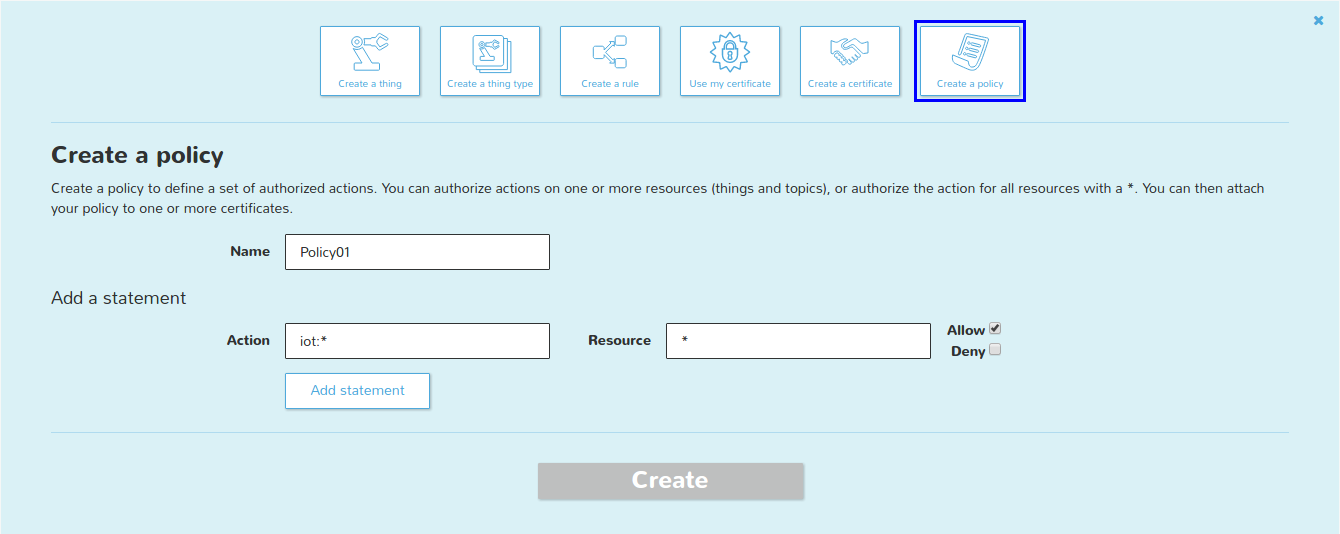 Create a thing
Create a thing type
Create a rule
Use my certificate
Create a certificate
Create a policy
Create a policy
Create a policy to define a set of authorized actions. You can authorize actions on one or more resources (things and topics), or authorize the action for all resources with a *. You can then attach
your policy to one or more certificates.
Name Policy01
Add a statement
Action iot:* Resource * Allow
Deny
Add statement
Create